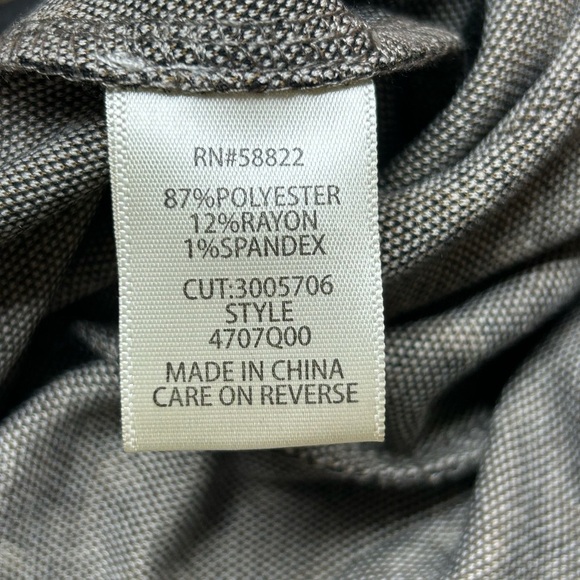 RN#58822
87%POLYESTER
12%RAYON
1%SPANDEX
CUT:3005706
STYLE
4707Q00
MADE IN CHINA
CARE ON REVERSE